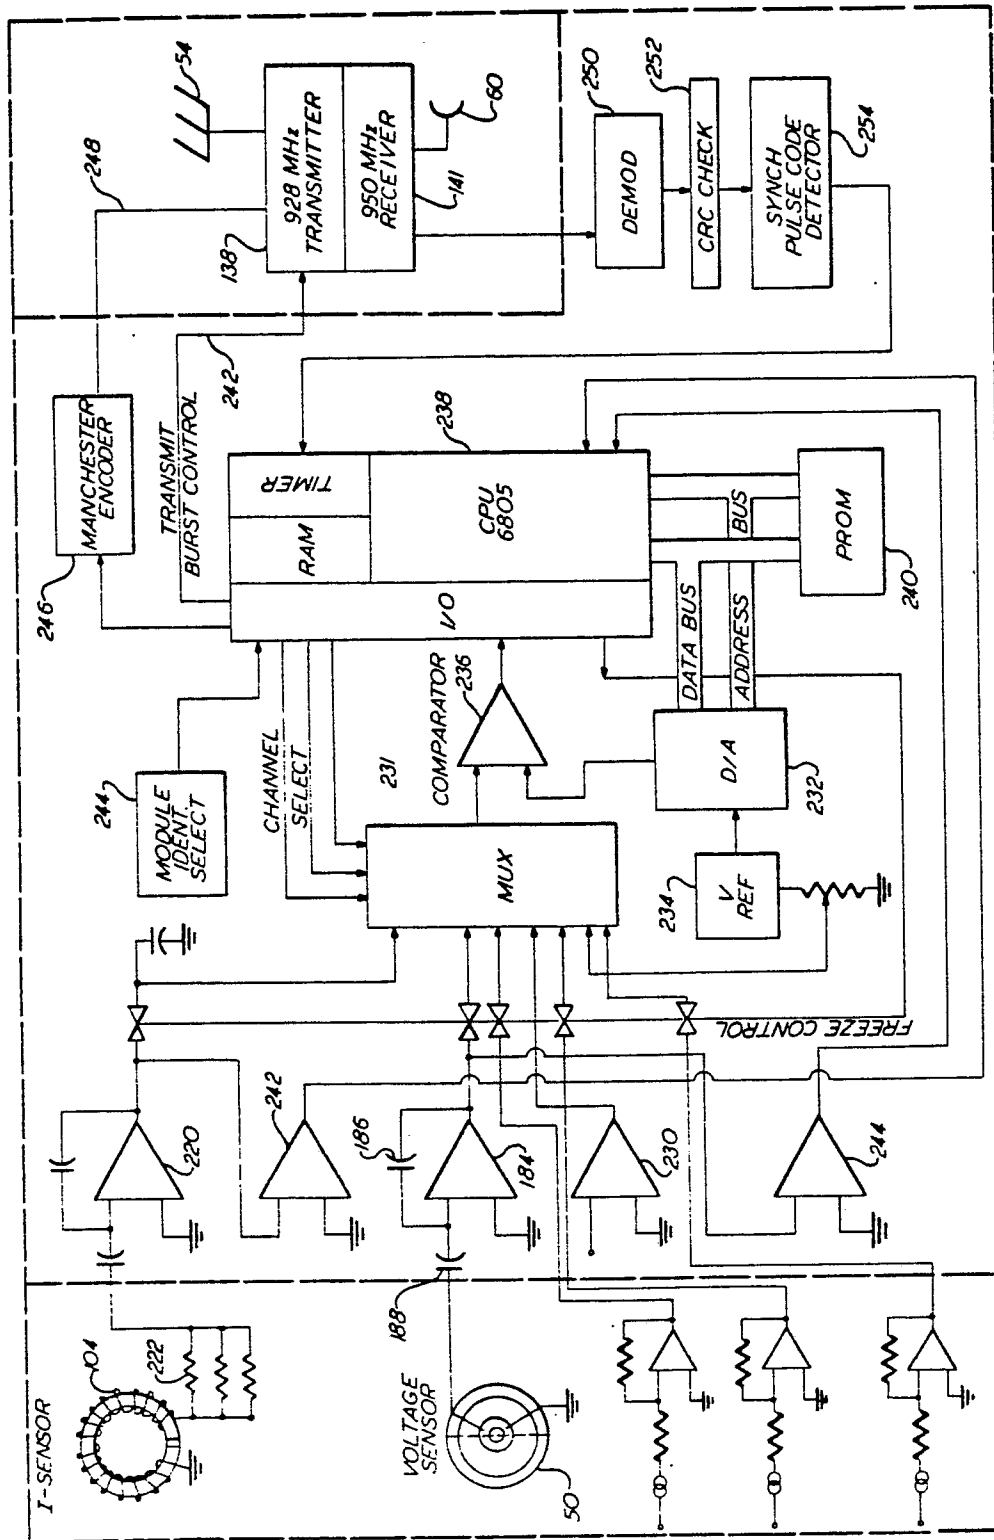 I-SENSOR
104
222
VOLTAGE
SENSOR
50
188
220
242
186
184
230
244
FREEZE CONTROL
244
MODULE
IDENT.
SELECT
CHANNEL
SELECT
231
MUX
COMPARATOR
236
234
V
REF
D/A
232
DATA BUS
ADDRESS
BUS
PROM
240
I/O
RAM
TIMER
CPU
6805
238
246
MANCHESTER
ENCODER
TRANSMIT
BURST CONTROL
242
248
138
928 MHz
TRANSMITTER
950 MHz
RECEIVER
141
54
60
DEMOD
250
CRC CHECK
252
SYNCH
PULSE CODE
DETECTOR
254